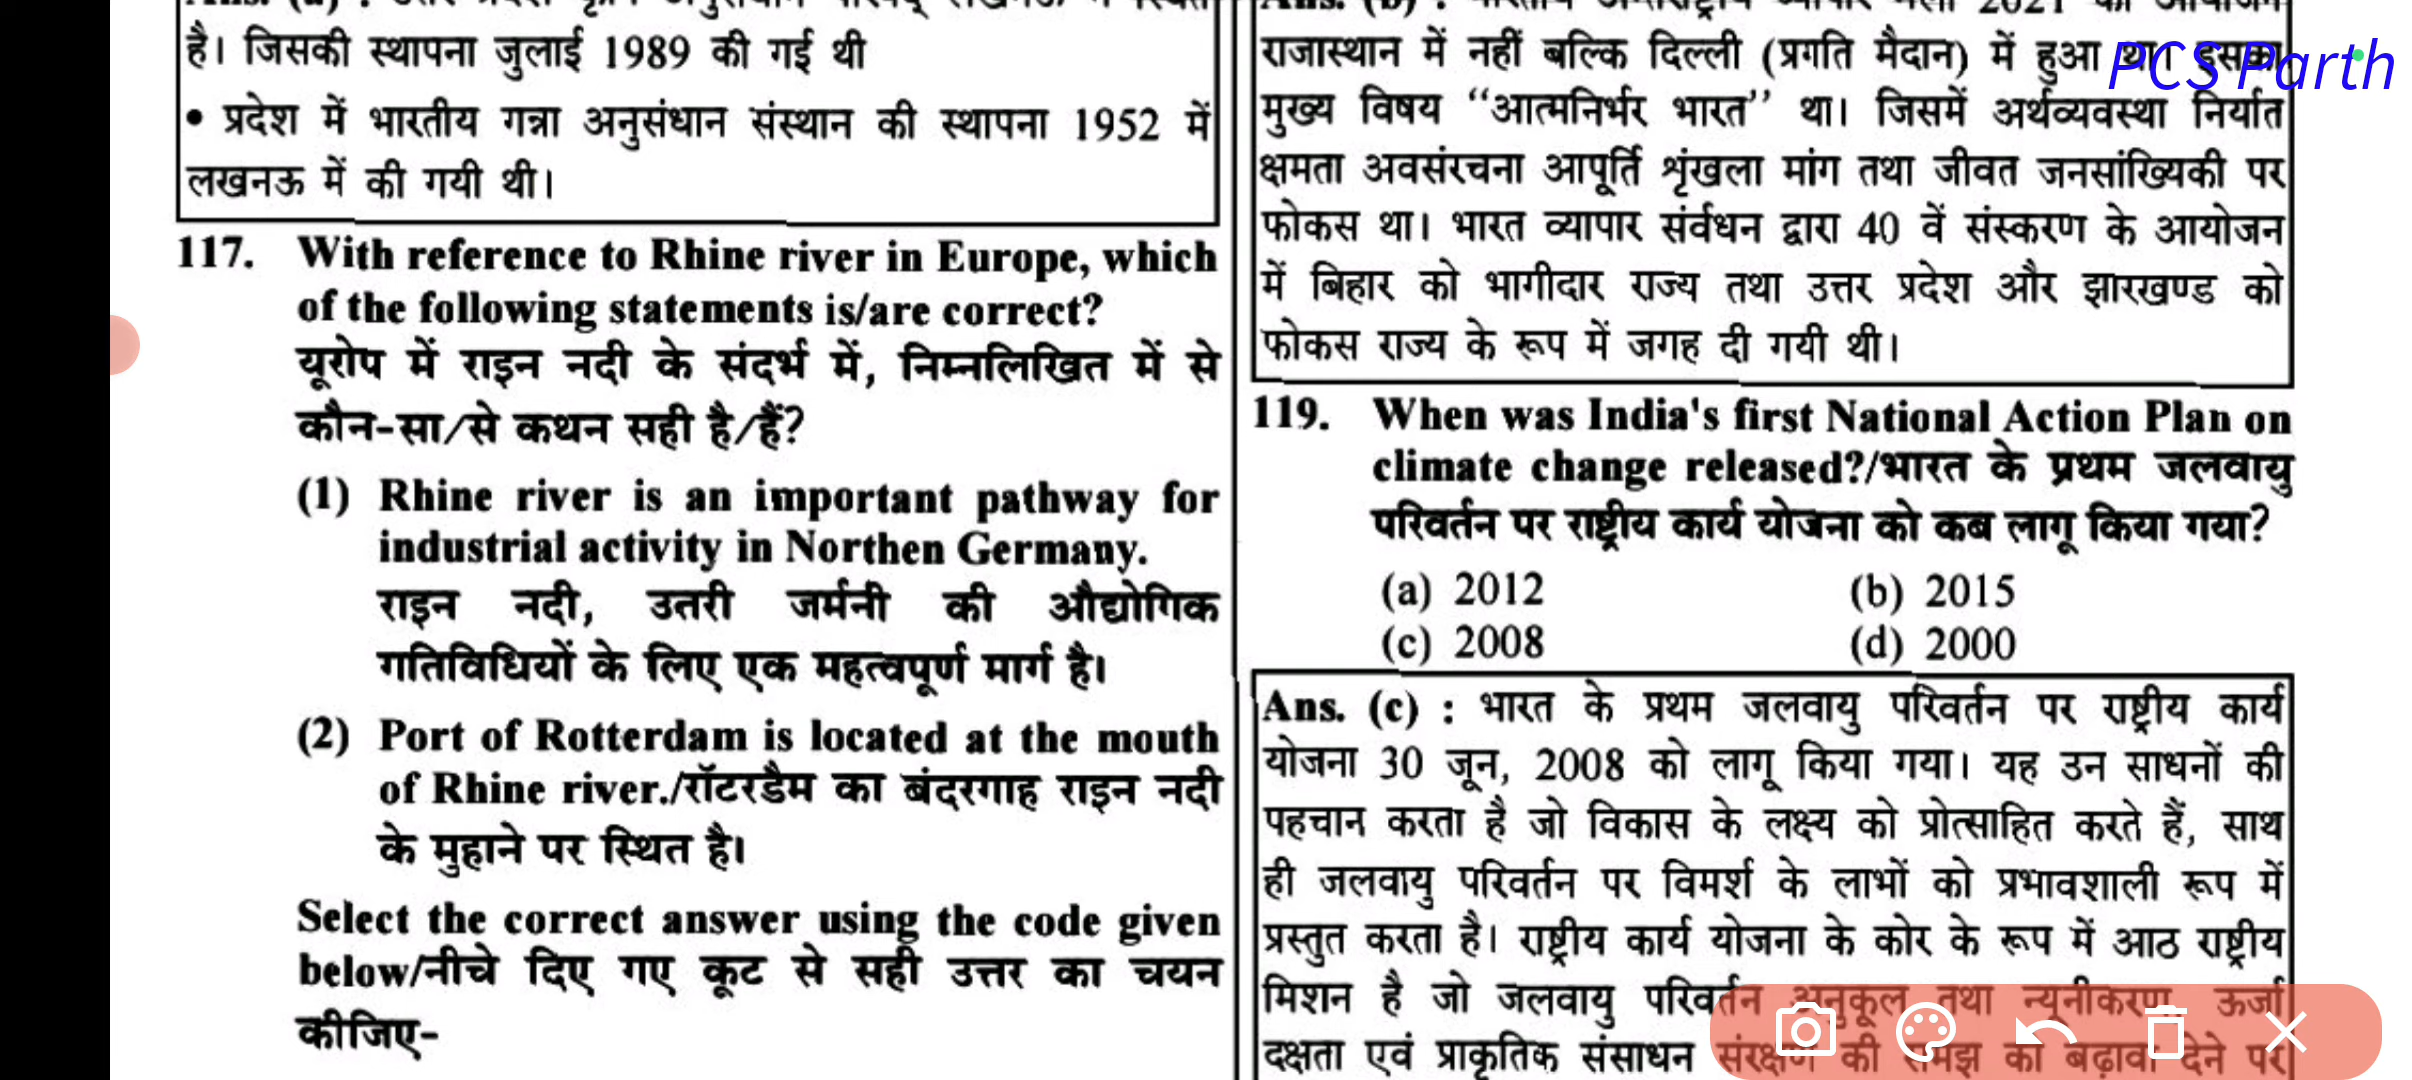 है। जिसकी स्थापना जुलाई 1989 की गई थी
• प्रदेश में भारतीय गन्ना अनुसंधान संस्थान की स्थापना 1952 में
लखनऊ में की गयी थी।
117. With reference to Rhine river in Europe, which
of the following statements is/are correct?
यूरोप में राइन नदी के संदर्भ में, निम्नलिखित में से
कौन-सा/से कथन सही है/हैं?
(1) Rhine river is an important pathway for
industrial activity in Northen Germany.
राइन नदी, उतरी जर्मनी की औद्योगिक
गतिविधियों के लिए एक महत्वपूर्ण मार्ग है।
(2) Port of Rotterdam is located at the mouth
of Rhine river./रॉटरडैम का बंदरगाह राइन नदी
के मुहाने पर स्थित है।
Select the correct answer using the code given
below/नीचे दिए गए कूट से सही उत्तर का चयन
कीजिए-
राजास्थान में नहीं बल्कि दिल्ली (प्रगति मैदान) में हुआ था। इसका
PCS Parth
मुख्य विषय “आत्मनिर्भर भारत” था। जिसमें अर्थव्यवस्था निर्यात
क्षमता अवसंरचना आपूर्ति शृंखला मांग तथा जीवत जनसांख्यिकी पर
फोकस था। भारत व्यापार संर्वधन द्वारा 40 वें संस्करण के आयोजन
में बिहार को भागीदार राज्य तथा उत्तर प्रदेश और झारखण्ड को
फोकस राज्य के रूप में जगह दी गयी थी।
119. When was India's first National Action Plan on
climate change released?/भारत के प्रथम जलवायु
परिवर्तन पर राष्ट्रीय कार्य योजना को कब लागू किया गया?
(a) 2012 (b) 2015
(c) 2008 (d) 2000
Ans. (c) : भारत के प्रथम जलवायु परिवर्तन पर राष्ट्रीय कार्य
योजना 30 जून, 2008 को लागू किया गया। यह उन साधनों की
पहचान करता है जो विकास के लक्ष्य को प्रोत्साहित करते हैं, साथ
ही जलवायु परिवर्तन पर विमर्श के लाभों को प्रभावशाली रूप में
प्रस्तुत करता है। राष्ट्रीय कार्य योजना के कोर के रूप में आठ राष्ट्रीय
मिशन है जो जलवायु परिवर्तन अनुकूल तथा न्यूनीकरण ऊर्जा
दक्षता एवं प्राकृतिक संसाधन संरक्षण की समझ को बढ़ावा देने पर